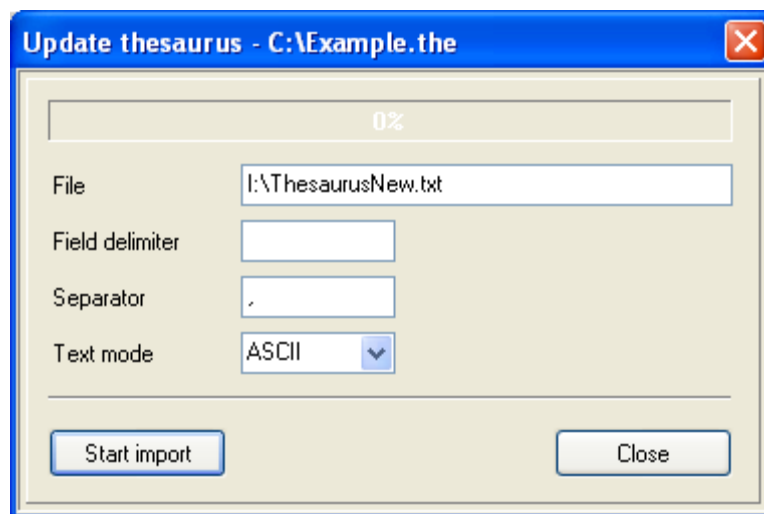 Update thesaurus - C:\Example.the
0%
File I:\ThesaurusNew.txt
Field delimiter
Separator ,
Text mode ASCII
Start import Close